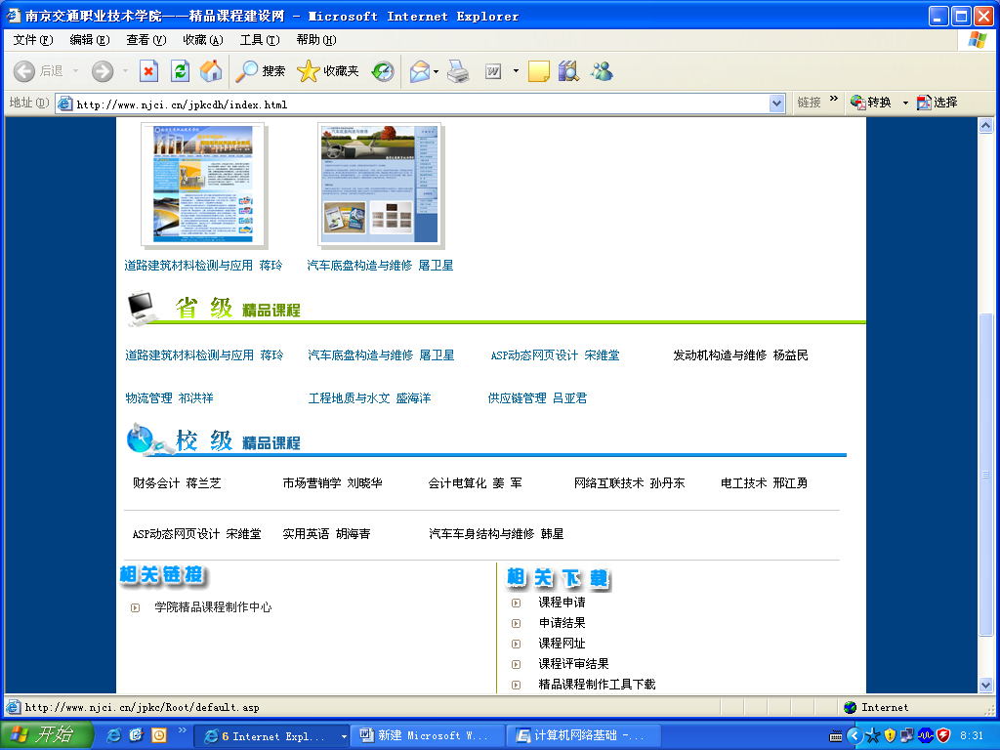 南京交通职业技术学院——精品课程建设网 - Microsoft Internet Explorer
文件(F) 编辑(E) 查看(V) 收藏(A) 工具(T) 帮助(H)
后退 搜索 收藏夹
地址(D) http://www.njci.cn/jpkcdh/index.html 链接 » 转换 选择
道路建筑材料检测与应用 蒋玲 汽车底盘构造与维修 屠卫星
省 级 精品课程
道路建筑材料检测与应用 蒋玲 汽车底盘构造与维修 屠卫星 ASP动态网页设计 宋维堂 发动机构造与维修 杨益民
物流管理 祁洪祥 工程地质与水文 盛海洋 供应链管理 吕亚君
校 级 精品课程
财务会计 蒋兰芝 市场营销学 刘晓华 会计电算化 姜 军 网络互联技术 孙丹东 电工技术 邢江勇
ASP动态网页设计 宋维堂 实用英语 胡海青 汽车车身结构与维修 韩星
相关链接
学院精品课程制作中心
相关下载
课程申请
申请结果
课程网址
课程评审结果
精品课程制作工具下载
http://www.njci.cn/jpkc/Root/default.asp Internet
开始 » 6 Internet Expl... 新建 Microsoft W... 计算机网络基础 -... 8:31